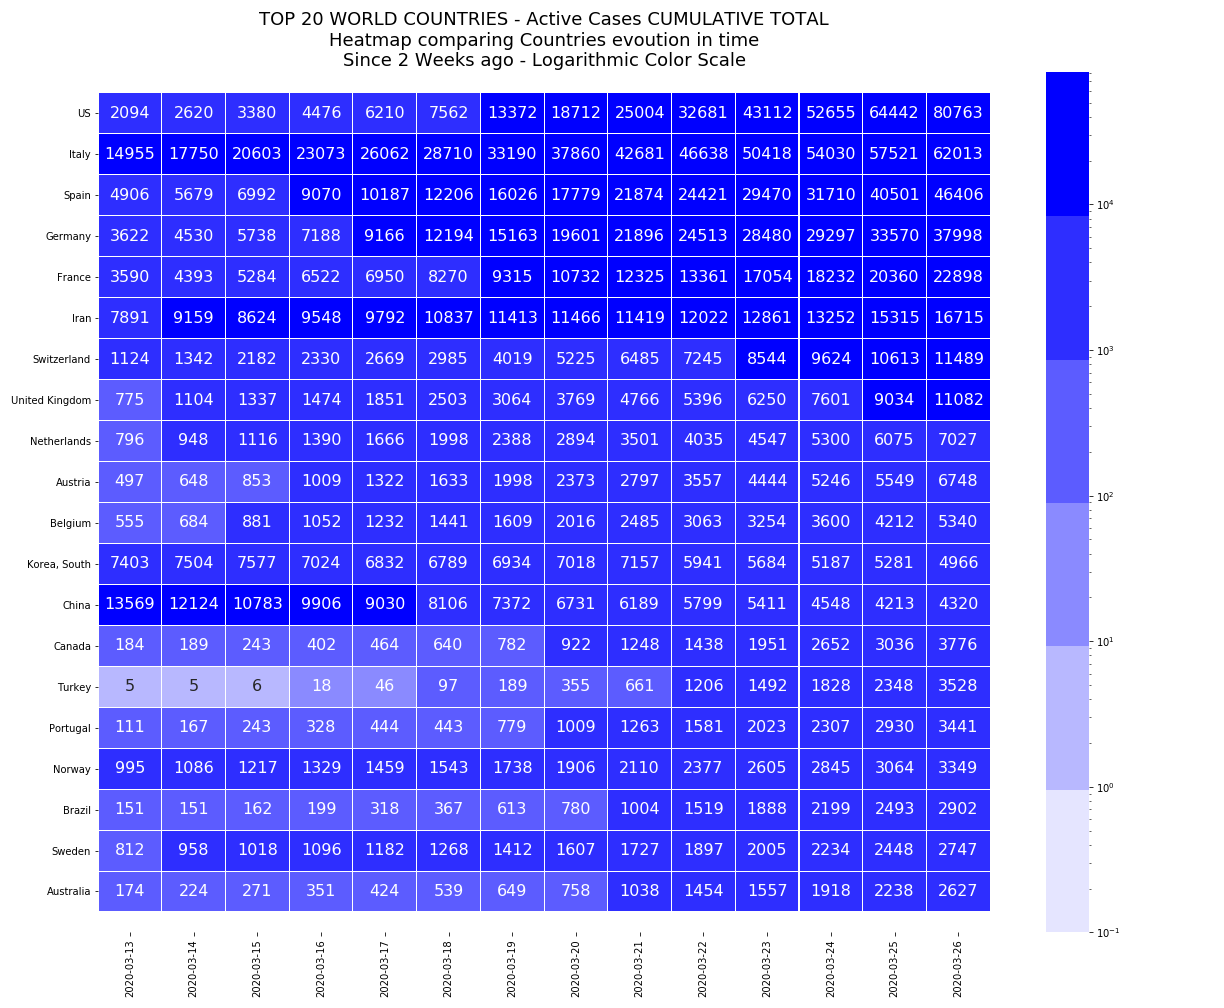 TOP 20 WORLD COUNTRIES - Active Cases CUMULATIVE TOTAL
Heatmap comparing Countries evoution in time
Since 2 Weeks ago - Logarithmic Color Scale
US 2094 2620 3380 4476 6210 7562 13372 18712 25004 32681 43112 52655 64442 80763
Italy 14955 17750 20603 23073 26062 28710 33190 37860 42681 46638 50418 54030 57521 62013
Spain 4906 5679 6992 9070 10187 12206 16026 17779 21874 24421 29470 31710 40501 46406
Germany 3622 4530 5738 7188 9166 12194 15163 19601 21896 24513 28480 29297 33570 37998
France 3590 4393 5284 6522 6950 8270 9315 10732 12325 13361 17054 18232 20360 22898
Iran 7891 9159 8624 9548 9792 10837 11413 11466 11419 12022 12861 13252 15315 16715
Switzerland 1124 1342 2182 2330 2669 2985 4019 5225 6485 7245 8544 9624 10613 11489
United Kingdom 775 1104 1337 1474 1851 2503 3064 3769 4766 5396 6250 7601 9034 11082
Netherlands 796 948 1116 1390 1666 1998 2388 2894 3501 4035 4547 5300 6075 7027
Austria 497 648 853 1009 1322 1633 1998 2373 2797 3557 4444 5246 5549 6748
Belgium 555 684 881 1052 1232 1441 1609 2016 2485 3063 3254 3600 4212 5340
Korea, South 7403 7504 7577 7024 6832 6789 6934 7018 7157 5941 5684 5187 5281 4966
China 13569 12124 10783 9906 9030 8106 7372 6731 6189 5799 5411 4548 4213 4320
Canada 184 189 243 402 464 640 782 922 1248 1438 1951 2652 3036 3776
Turkey 5 5 6 18 46 97 189 355 661 1206 1492 1828 2348 3528
Portugal 111 167 243 328 444 443 779 1009 1263 1581 2023 2307 2930 3441
Norway 995 1086 1217 1329 1459 1543 1738 1906 2110 2377 2605 2845 3064 3349
Brazil 151 151 162 199 318 367 613 780 1004 1519 1888 2199 2493 2902
Sweden 812 958 1018 1096 1182 1268 1412 1607 1727 1897 2005 2234 2448 2747
Australia 174 224 271 351 424 539 649 758 1038 1454 1557 1918 2238 2627
2020-03-13 2020-03-14 2020-03-15 2020-03-16 2020-03-17 2020-03-18 2020-03-19 2020-03-20 2020-03-21 2020-03-22 2020-03-23 2020-03-24 2020-03-25 2020-03-26
10⁴
10³
10²
10¹
10⁰
10⁻¹